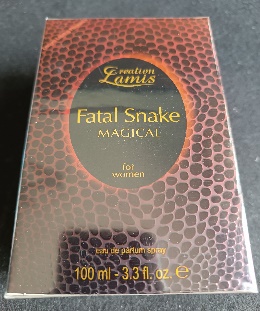 Creation
Lamis
Fatal Snake
MAGICAL
for
women
eau de parfum spray
100 ml - 3.3 fl. oz. ℮